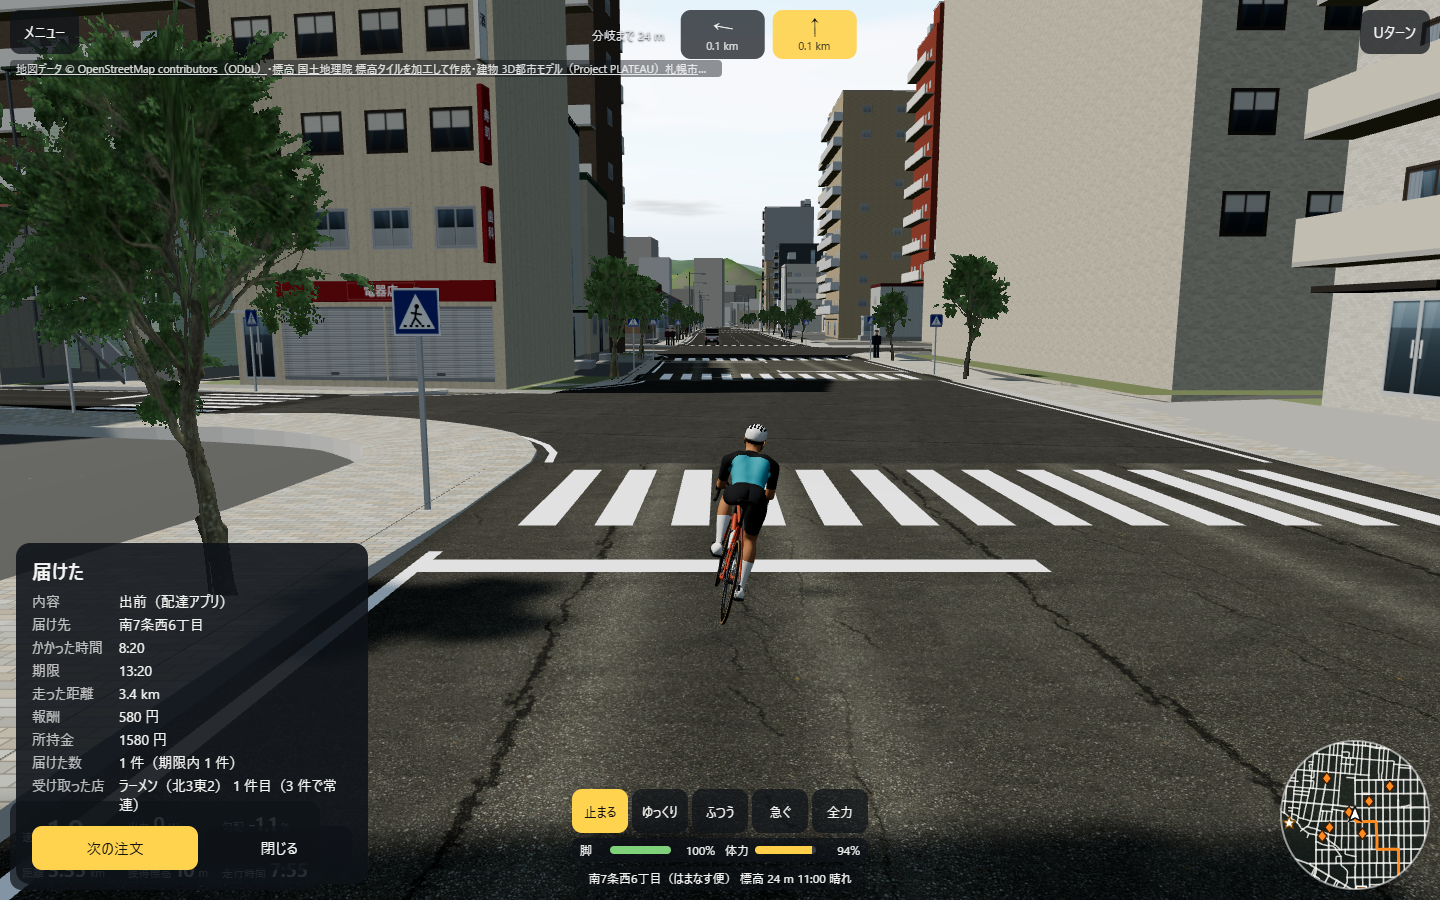 メニュー
分岐まで 24 m
←
0.1 km
↑
0.1 km
Uターン
地図データ © OpenStreetMap contributors（ODbL）・標高 国土地理院 標高タイルを加工して作成・建物 3D都市モデル（Project PLATEAU）札幌市…
電器店
届けた
内容 出前（配達アプリ）
届け先 南7条西6丁目
かかった時間 8:20
期限 13:20
走った距離 3.4 km
報酬 580 円
所持金 1580 円
届けた数 1 件（期限内 1 件）
受け取った店 ラーメン（北3東2） 1 件目（3 件で常
連）
次の注文 閉じる
止まる ゆっくり ふつう 急ぐ 全力
脚 100% 体力 94%
南7条西6丁目（はまなす便） 標高 24 m 11:00 晴れ